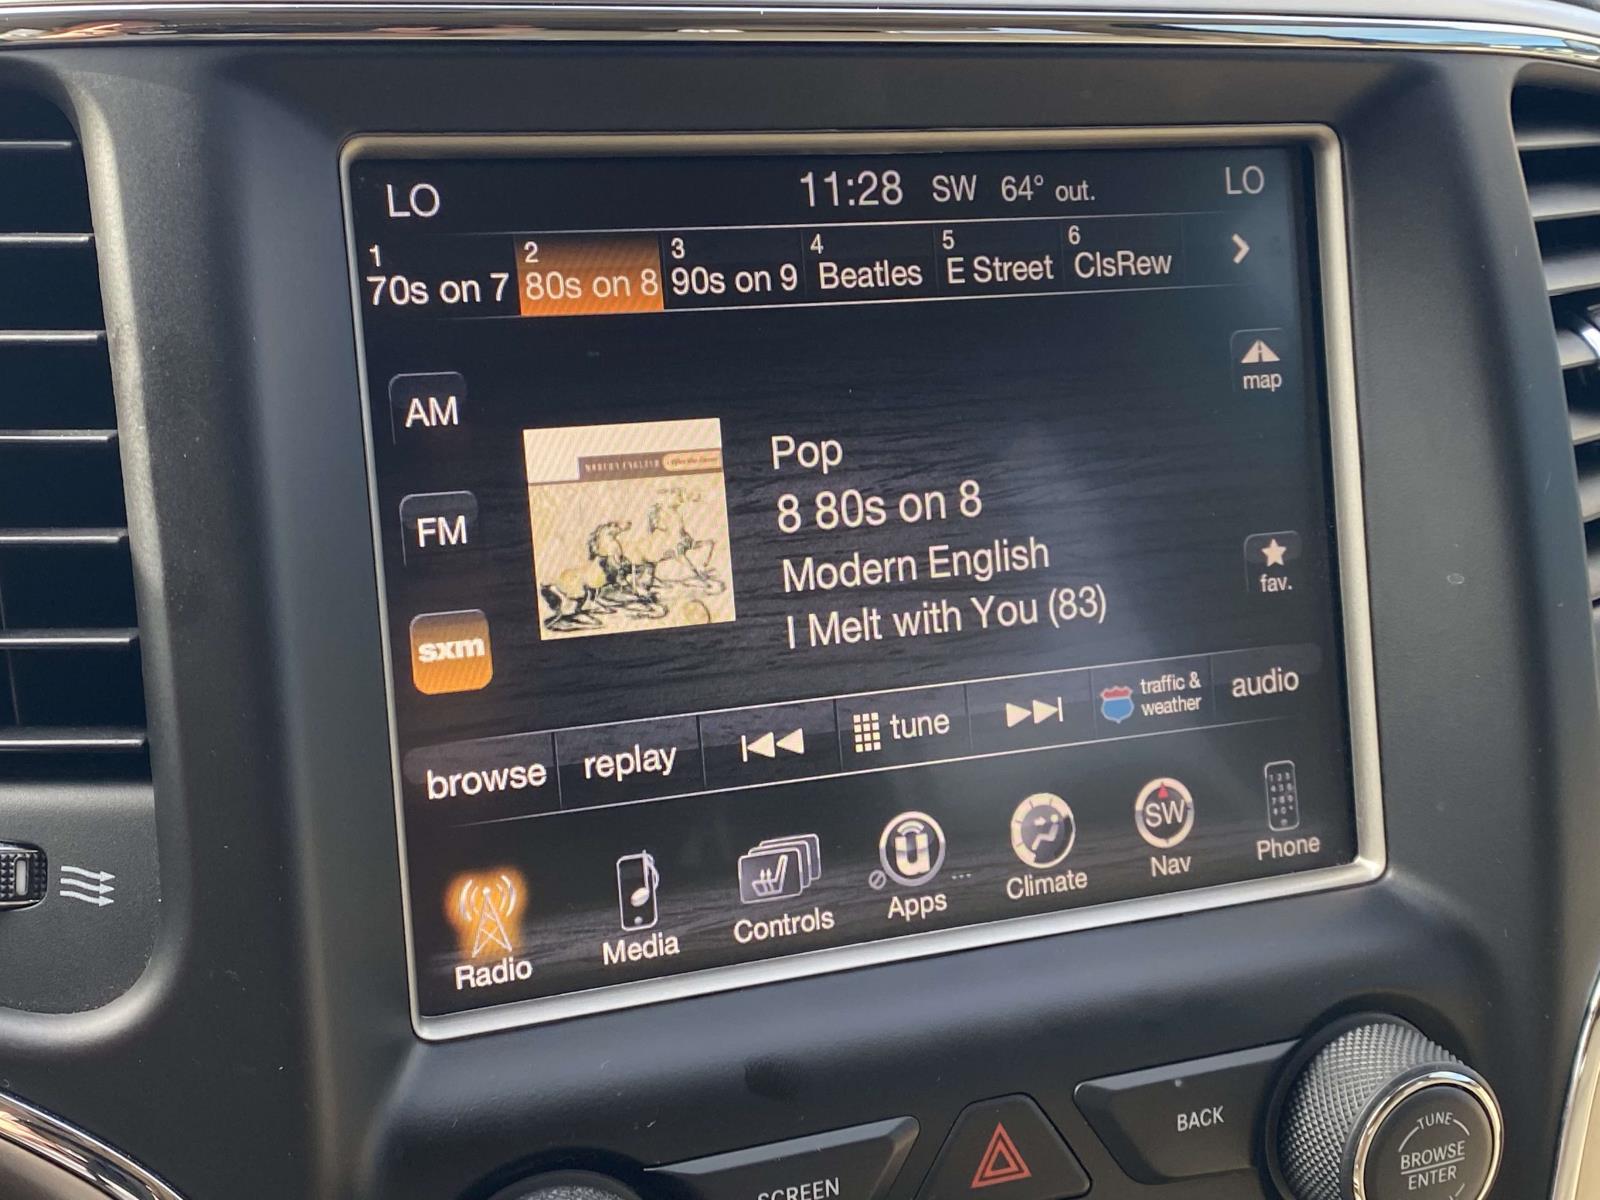 LO 11:28 SW 64° out. LO
1 2 3 4 5 6
70s on 7 80s on 8 90s on 9 Beatles E Street ClsRew
map
AM
MODERN ENGLISH
Pop
8 80s on 8
FM
Modern English
fav.
I Melt with You (83)
sxm
browse replay tune traffic & weather audio
SW
Radio Media Controls Apps Climate Nav Phone
BACK
TUNE
BROWSE
ENTER
SCREEN